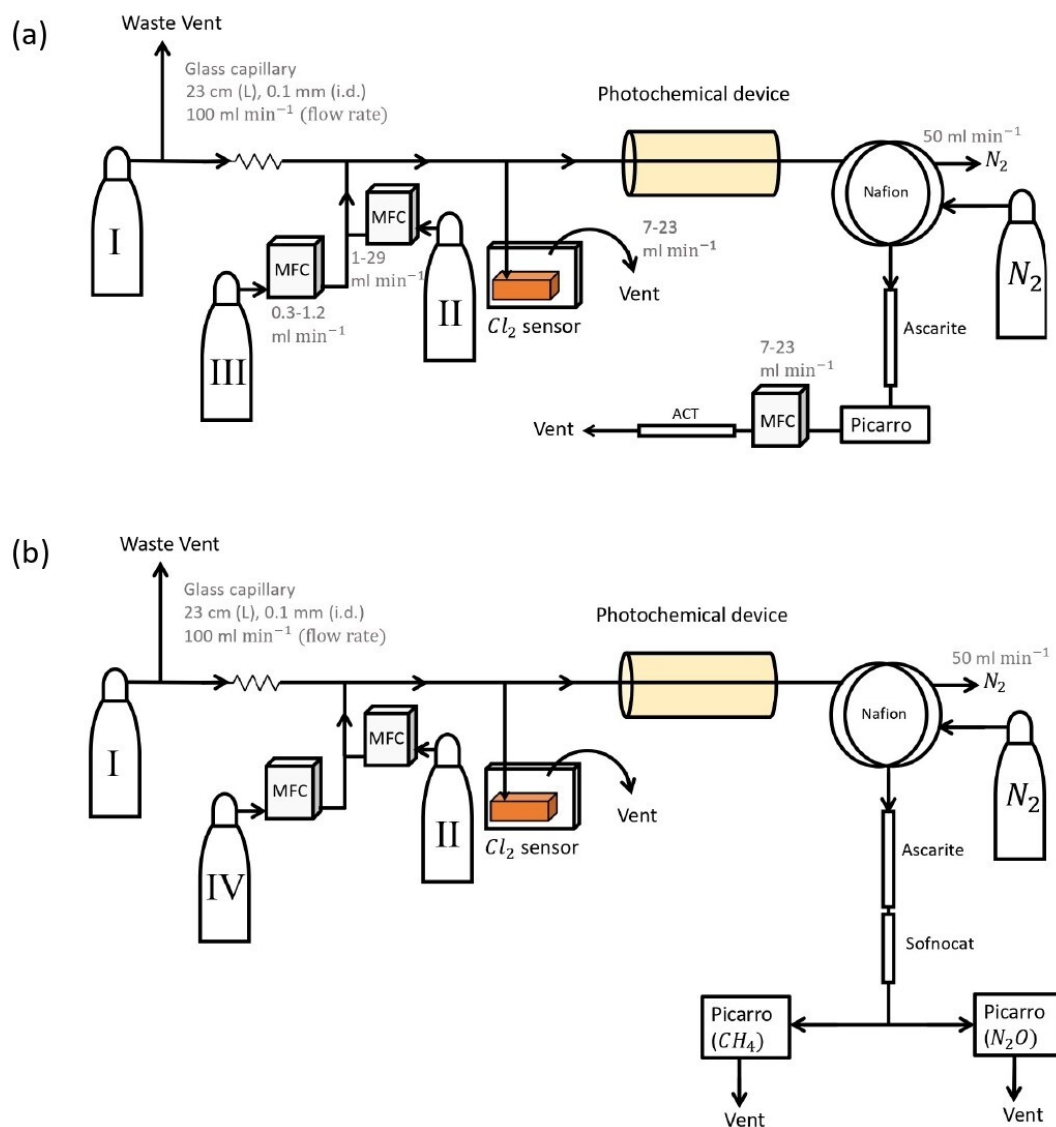 (a)
Waste Vent
Glass capillary
23 cm (L), 0.1 mm (i.d.)
100 ml min⁻¹ (flow rate)
Photochemical device
50 ml min⁻¹
N₂
Nafion
I
MFC
MFC
1-29
ml min⁻¹
0.3-1.2
ml min⁻¹
III
II
7-23
ml min⁻¹
Vent
Cl₂ sensor
N₂
Ascarite
7-23
ml min⁻¹
Vent
ACT
MFC
Picarro
(b)
Waste Vent
Glass capillary
23 cm (L), 0.1 mm (i.d.)
100 ml min⁻¹ (flow rate)
Photochemical device
50 ml min⁻¹
N₂
Nafion
I
MFC
MFC
IV
II
Vent
Cl₂ sensor
N₂
Ascarite
Sofnocat
Picarro
(CH₄)
Picarro
(N₂O)
Vent
Vent